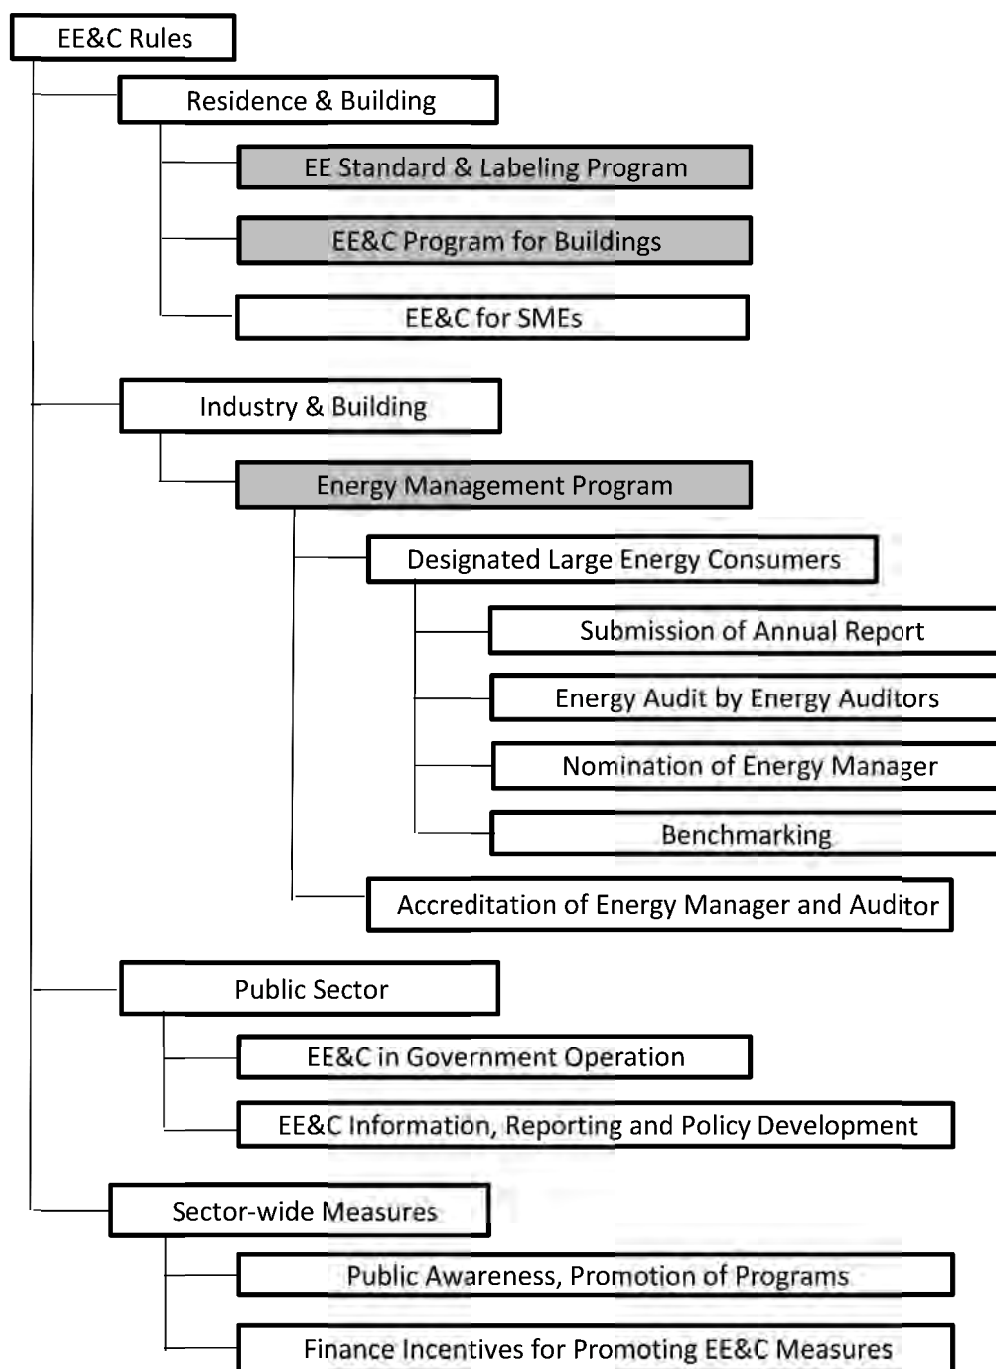 EE&C Rules
Residence & Building
EE Standard & Labeling Program
EE&C Program for Buildings
EE&C for SMEs
Industry & Building
Energy Management Program
Designated Large Energy Consumers
Submission of Annual Report
Energy Audit by Energy Auditors
Nomination of Energy Manager
Benchmarking
Accreditation of Energy Manager and Auditor
Public Sector
EE&C in Government Operation
EE&C Information, Reporting and Policy Development
Sector-wide Measures
Public Awareness, Promotion of Programs
Finance Incentives for Promoting EE&C Measures